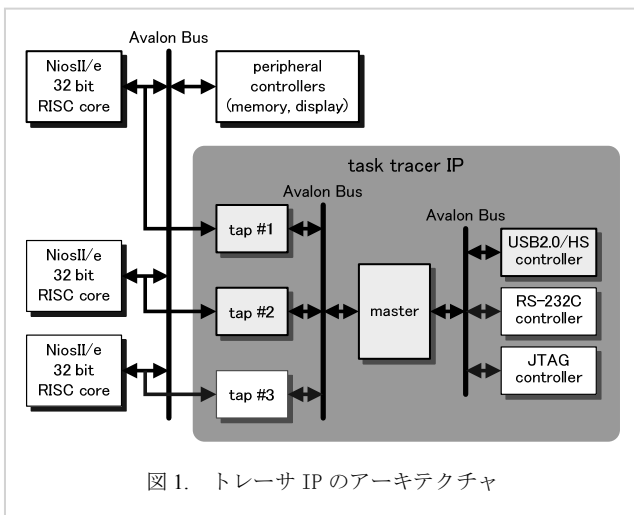 Avalon Bus
NiosII/e
32 bit
RISC core
peripheral
controllers
(memory, display)
task tracer IP
Avalon Bus
Avalon Bus
tap #1
USB2.0/HS
controller
NiosII/e
32 bit
RISC core
tap #2
master
RS-232C
controller
NiosII/e
32 bit
RISC core
tap #3
JTAG
controller
図 1. トレーサ IP のアーキテクチャ